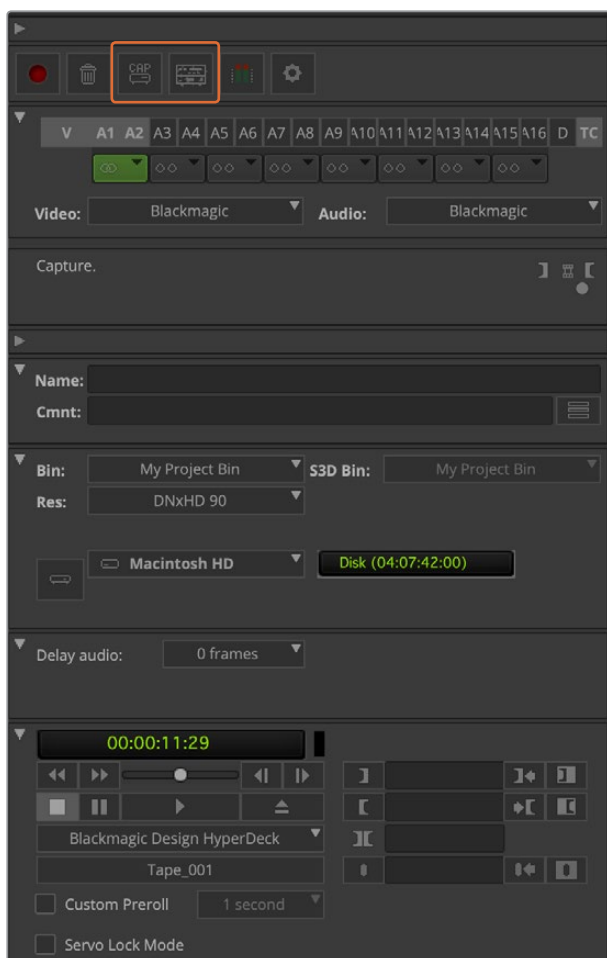 CAP
V A1 A2 A3 A4 A5 A6 A7 A8 A9 A10 A11 A12 A13 A14 A15 A16 D TC
Video: Blackmagic Audio: Blackmagic
Capture.
Name:
Cmnt:
Bin: My Project Bin S3D Bin: My Project Bin
Res: DNxHD 90
Macintosh HD Disk (04:07:42:00)
Delay audio: 0 frames
00:00:11:29
Blackmagic Design HyperDeck
Tape_001
Custom Preroll 1 second
Servo Lock Mode